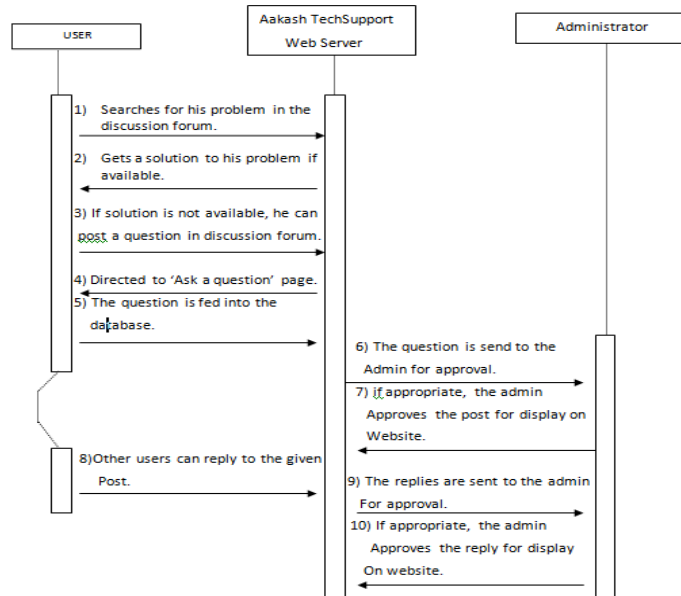 USER
Aakash TechSupport
Web Server
Administrator
1) Searches for his problem in the
discussion forum.
2) Gets a solution to his problem if
available.
3) If solution is not available, he can
post a question in discussion forum.
4) Directed to ‘Ask a question’ page.
5) The question is fed into the
database.
6) The question is send to the
Admin for approval.
7) if appropriate, the admin
Approves the post for display on
Website.
8)Other users can reply to the given
Post.
9) The replies are sent to the admin
For approval.
10) If appropriate, the admin
Approves the reply for display
On website.